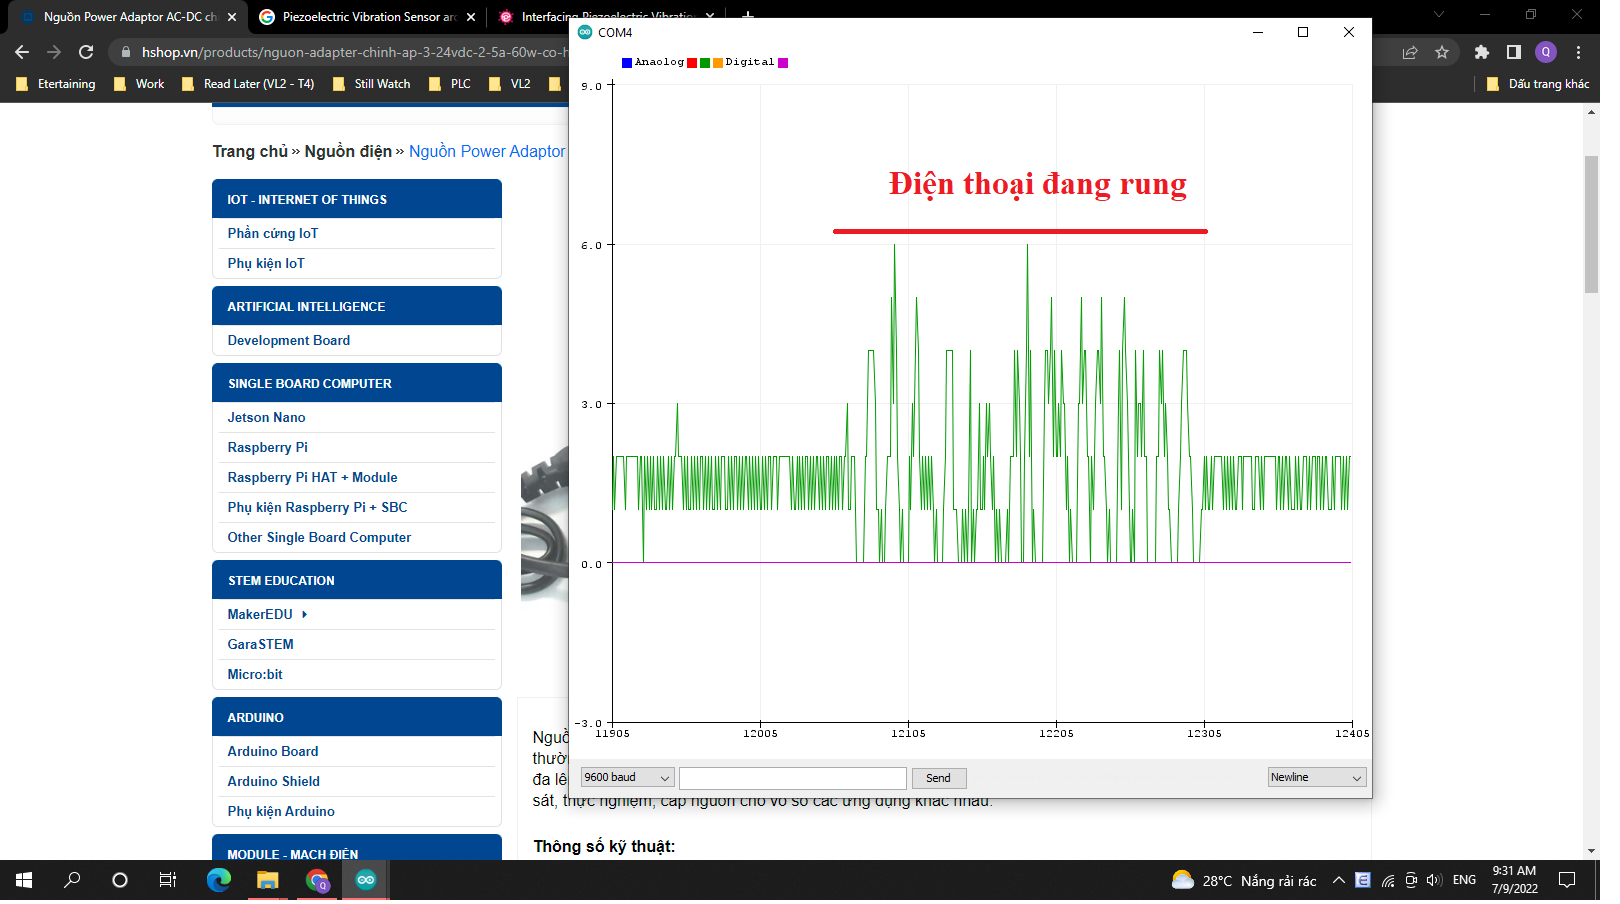 Nguồn Power Adaptor AC-DC ch
Piezoelectric Vibration Sensor ar
Interfacing Piezoelectric Vibratio
hshop.vn/products/nguon-adapter-chinh-ap-3-24vdc-2-5a-60w-co-h
Etertaining
Work
Read Later (VL2 - T4)
Still Watch
PLC
VL2
Dấu trang khác
Q
Trang chủ » Nguồn điện » Nguồn Power Adaptor
IOT - INTERNET OF THINGS
Phần cứng IoT
Phụ kiện IoT
ARTIFICIAL INTELLIGENCE
Development Board
SINGLE BOARD COMPUTER
Jetson Nano
Raspberry Pi
Raspberry Pi HAT + Module
Phụ kiện Raspberry Pi + SBC
Other Single Board Computer
STEM EDUCATION
MakerEDU
GaraSTEM
Micro:bit
ARDUINO
Arduino Board
Arduino Shield
Phụ kiện Arduino
MODULE - MẠCH ĐIỆN
COM4
Anaolog
Digital
Điện thoại đang rung
9.0
6.0
3.0
0.0
-3.0
11905
12005
12105
12205
12305
12405
9600 baud
Send
Newline
Nguồ
thườ
đa lê
sát, thực nghiệm, cấp nguồn cho vô số các ứng dụng khác nhau.
Thông số kỹ thuật:
28°C Nắng rải rác
ENG
9:31 AM
7/9/2022